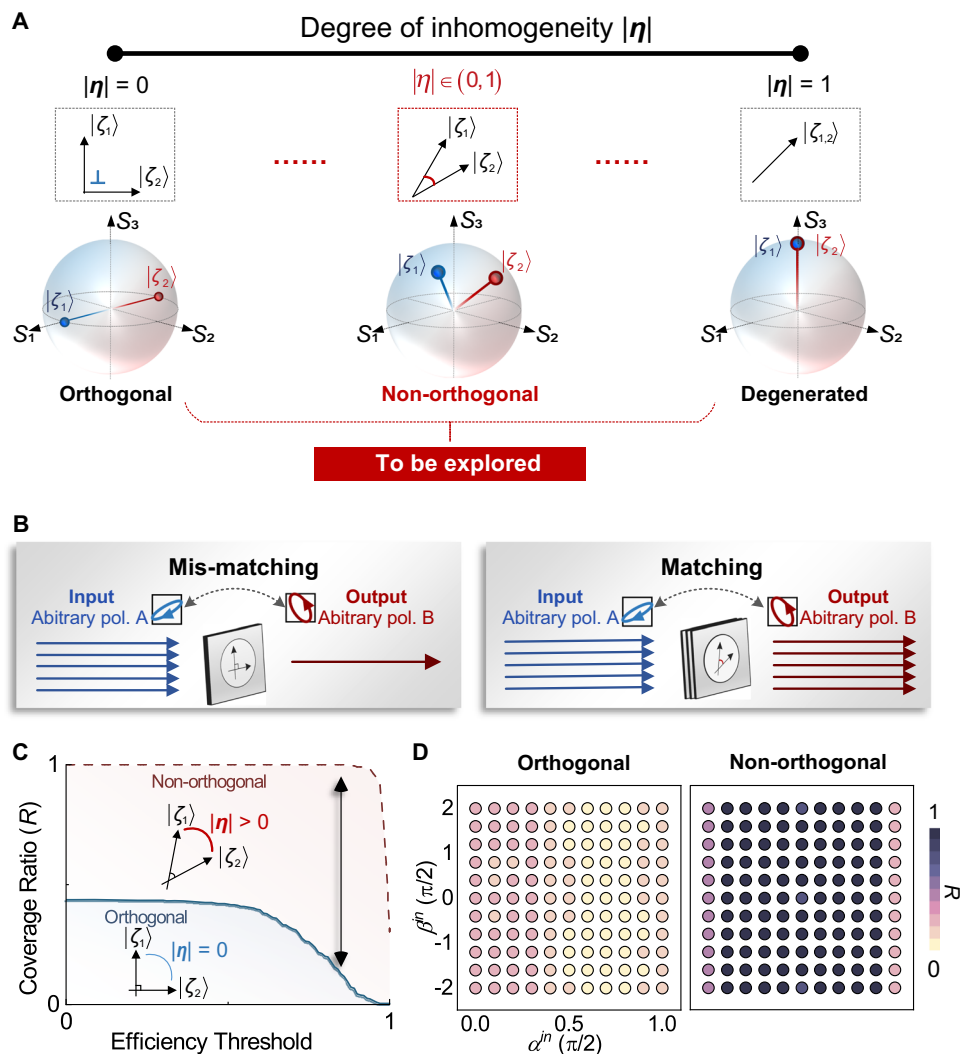 A
Degree of inhomogeneity |η|
|η| = 0
|η| ∈ (0, 1)
|η| = 1
|ζ₁⟩
⊥
|ζ₂⟩
......
|ζ₁⟩
|ζ₂⟩
......
|ζ₁,₂⟩
S₃
|ζ₁⟩
|ζ₂⟩
S₁
S₂
S₃
|ζ₁⟩
|ζ₂⟩
S₁
S₂
S₃
|ζ₁⟩
|ζ₂⟩
S₁
S₂
Orthogonal
Non-orthogonal
Degenerated
To be explored
B
Mis-matching
Input
Abitrary pol. A
Output
Abitrary pol. B
Matching
Input
Abitrary pol. A
Output
Abitrary pol. B
C
Coverage Ratio (R)
1
0
Non-orthogonal
|ζ₁⟩
|η| > 0
|ζ₂⟩
Orthogonal
|ζ₁⟩
|η| = 0
|ζ₂⟩
0
1
Efficiency Threshold
D
Orthogonal
Non-orthogonal
βⁱⁿ (π/2)
2
1
0
-1
-2
0.0
0.5
1.0
αⁱⁿ (π/2)
1
R
0